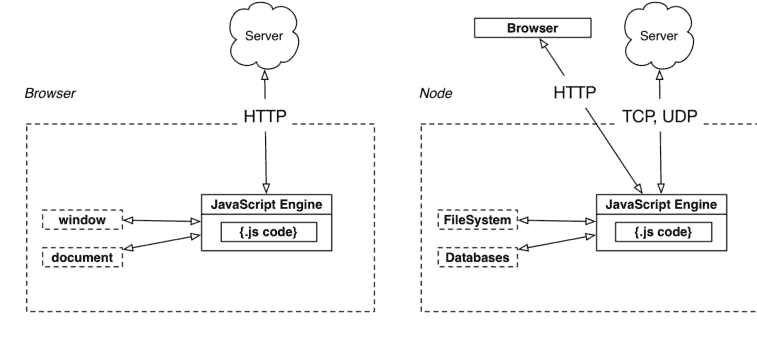 Server
Browser
HTTP
window
document
JavaScript Engine
{.js code}
Browser
Server
Node
HTTP
TCP, UDP
FileSystem
Databases
JavaScript Engine
{.js code}